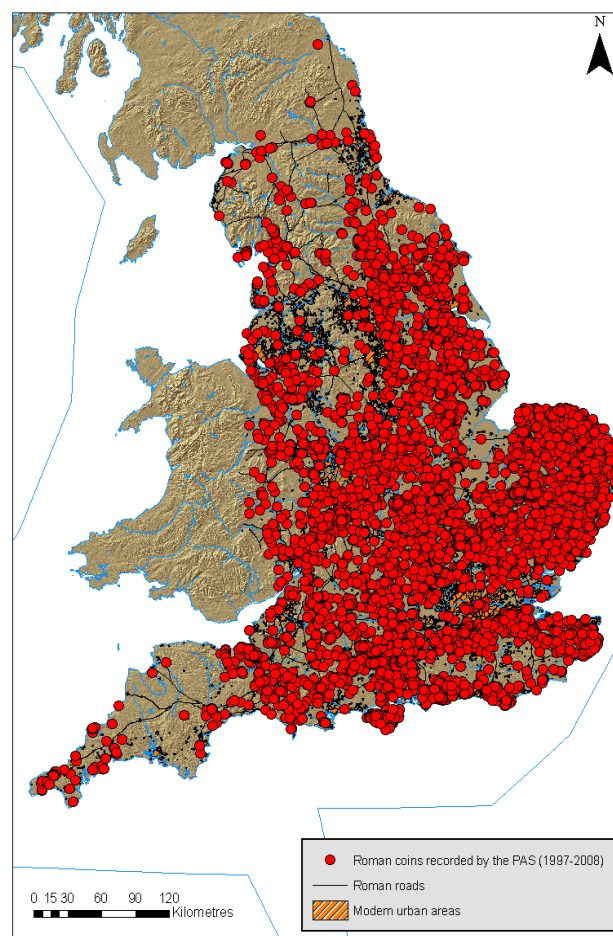 N
Roman coins recorded by the PAS (1997-2008)
Roman roads
Modern urban areas
0 15 30 60 90 120
Kilometres